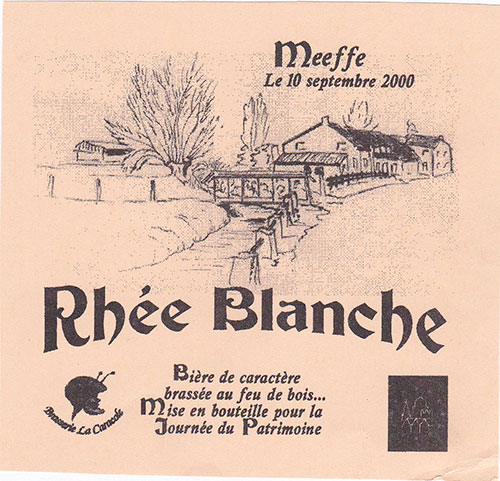 Meeffe
Le 10 septembre 2000
Rhée Blanche
Bière de caractère
brassée au feu de bois...
Mise en bouteille pour la
Journée du Patrimoine
Brasserie La Caracole